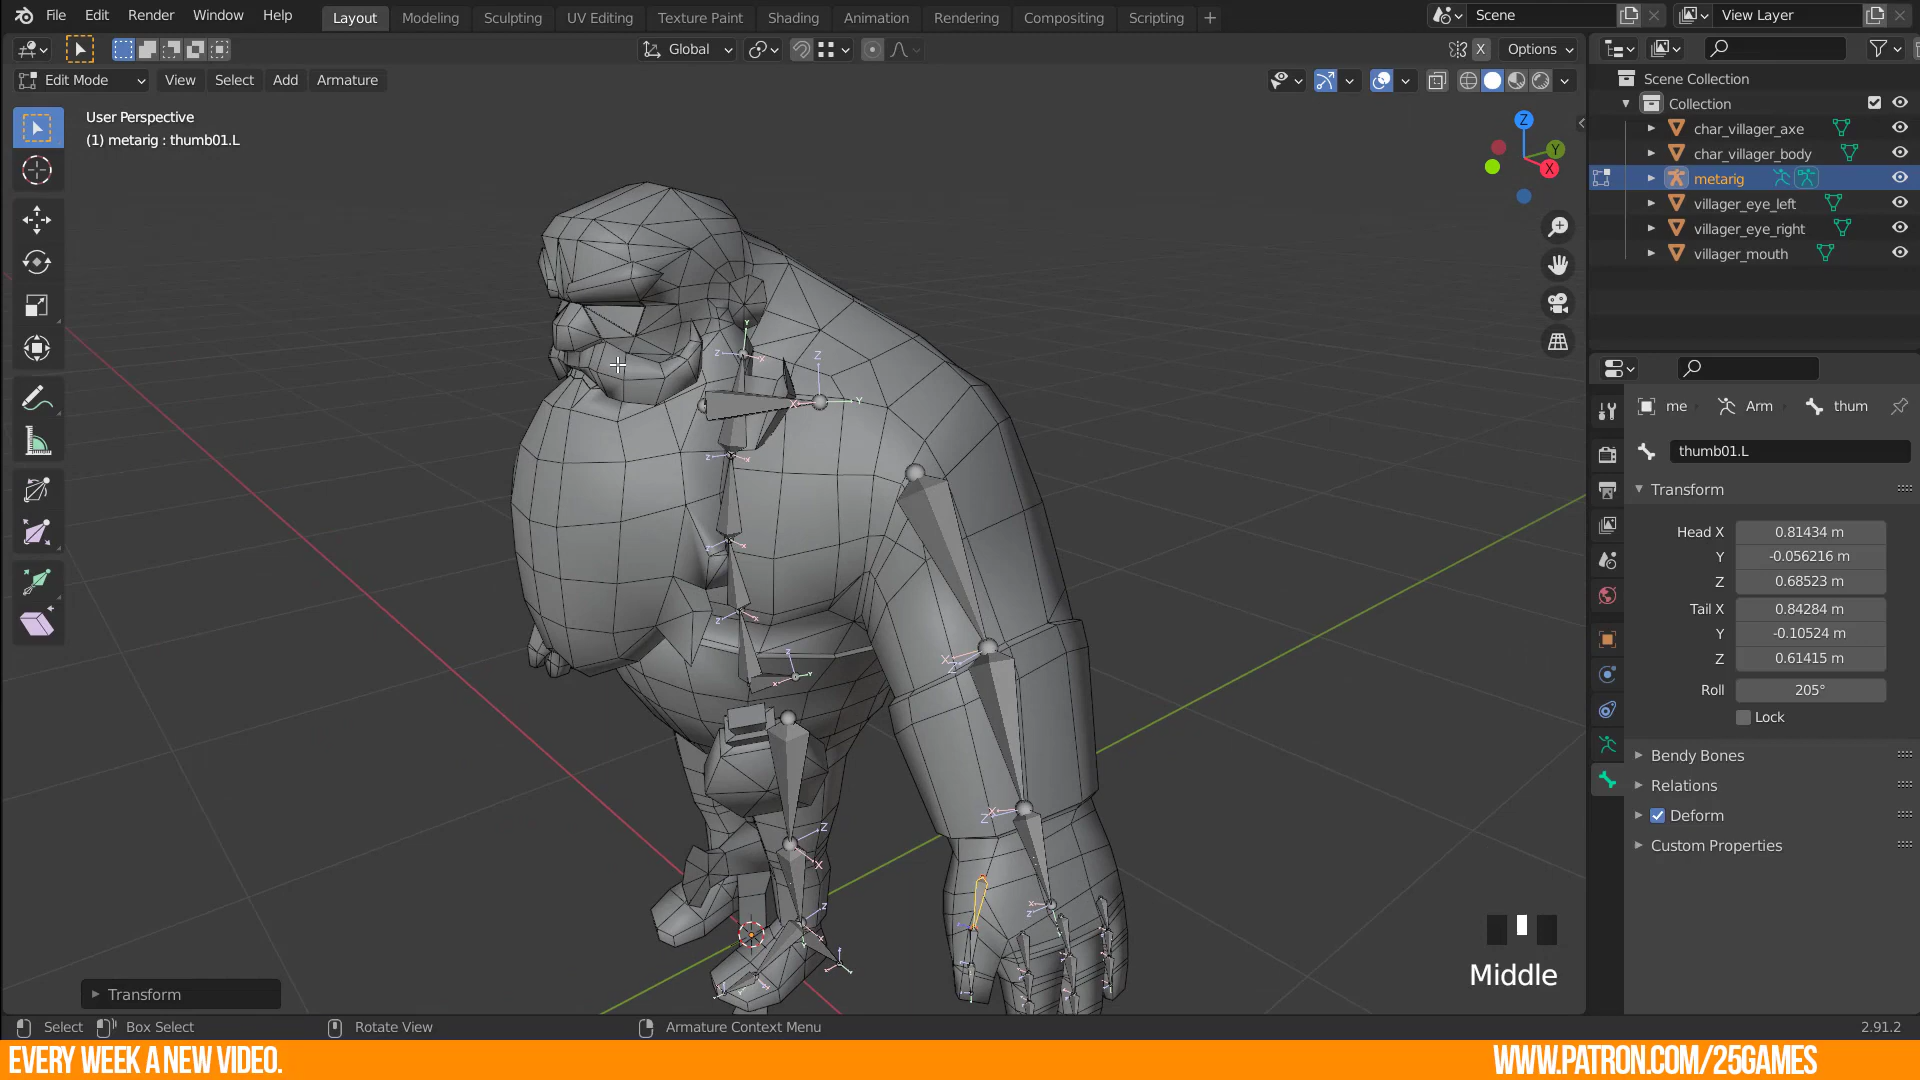 File Edit Render Window Help Layout Modeling Sculpting UV Editing Texture Paint Shading Animation Rendering Compositing Scripting + Scene View Layer
Global X Options
Edit Mode View Select Add Armature
User Perspective
(1) metarig : thumb01.L
Scene Collection
Collection
char_villager_axe
char_villager_body
metarig
villager_eye_left
villager_eye_right
villager_mouth
me Arm thum
thumb01.L
Transform
Head X 0.81434 m
Y -0.056216 m
Z 0.68523 m
Tail X 0.84284 m
Y -0.10524 m
Z 0.61415 m
Roll 205°
Lock
Bendy Bones
Relations
Deform
Custom Properties
Z
Y
X
Middle
Transform
Select Box Select Rotate View Armature Context Menu 2.91.2
EVERY WEEK A NEW VIDEO. WWW.PATRON.COM/25GAMES